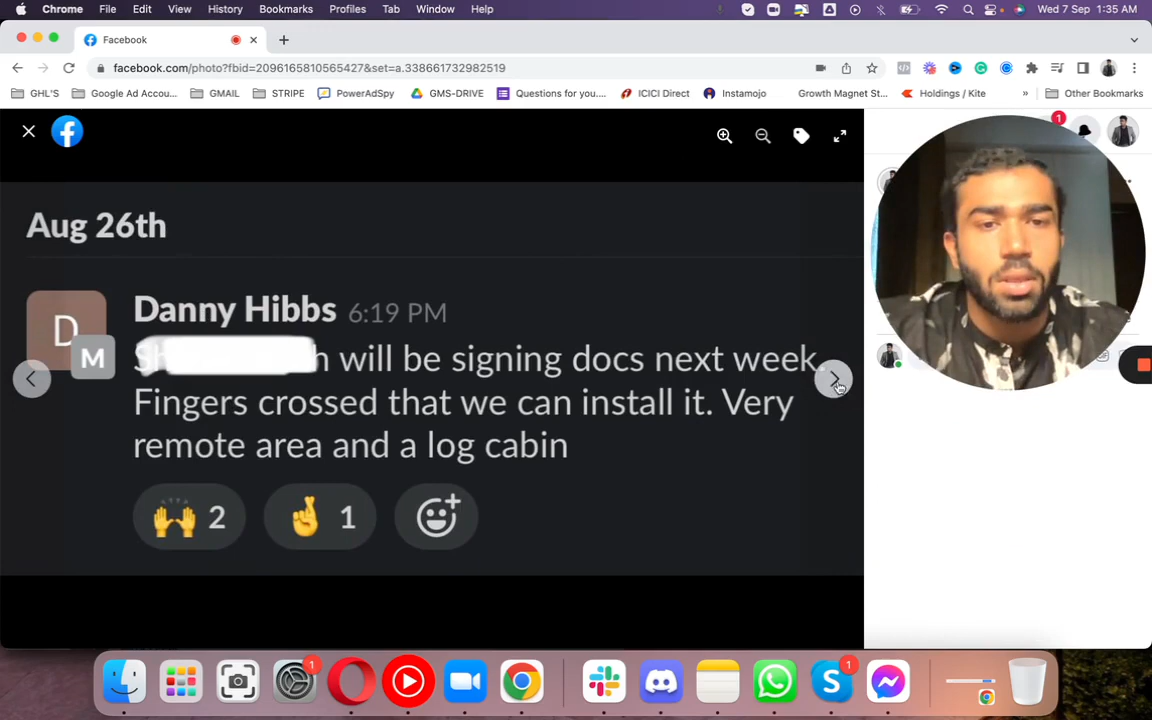 Chrome File Edit View History Bookmarks Profiles Tab Window Help Wed 7 Sep 1:35 AM
Facebook
facebook.com/photo?fbid=2096165810565427&set=a.338661732982519
GHL'S Google Ad Accou... GMAIL STRIPE PowerAdSpy GMS-DRIVE Questions for you.... ICICI Direct Instamojo Growth Magnet St... Holdings / Kite » Other Bookmarks
1
Aug 26th
D
M
Danny Hibbs 6:19 PM
will be signing docs next week.
Fingers crossed that we can install it. Very
remote area and a log cabin
2 1
1
1